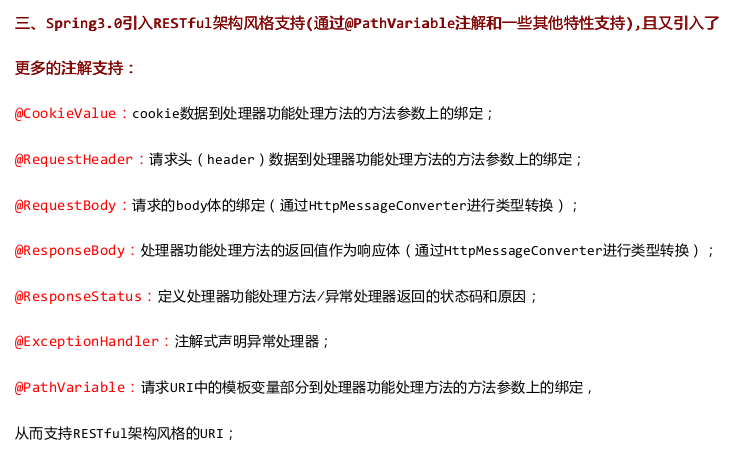 三、Spring3.0引入RESTful架构风格支持(通过@PathVariable注解和一些其他特性支持),且又引入了
更多的注解支持：
@CookieValue：cookie数据到处理器功能处理方法的方法参数上的绑定；
@RequestHeader：请求头（header）数据到处理器功能处理方法的方法参数上的绑定；
@RequestBody：请求的body体的绑定（通过HttpMessageConverter进行类型转换）；
@ResponseBody：处理器功能处理方法的返回值作为响应体（通过HttpMessageConverter进行类型转换）；
@ResponseStatus：定义处理器功能处理方法/异常处理器返回的状态码和原因；
@ExceptionHandler：注解式声明异常处理器；
@PathVariable：请求URI中的模板变量部分到处理器功能处理方法的方法参数上的绑定，
从而支持RESTful架构风格的URI；